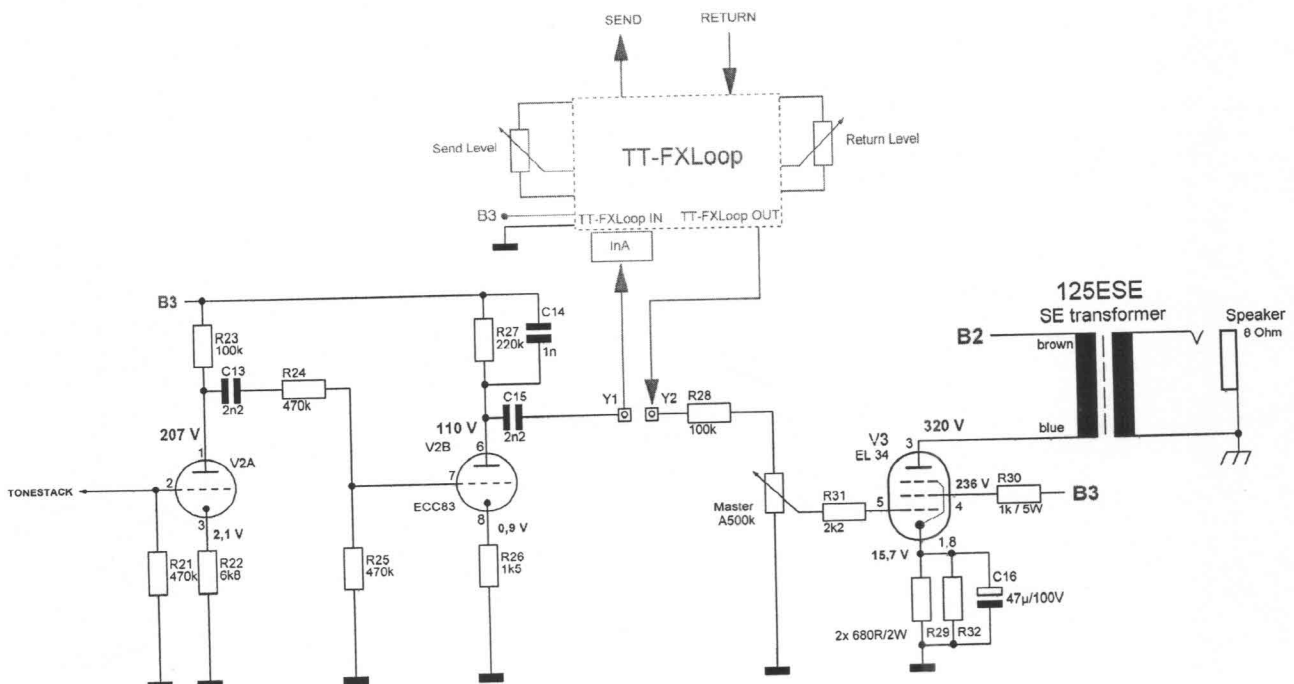 SEND
RETURN
Send Level
Return Level
TT-FXLoop
B3
TT-FXLoop IN
TT-FXLoop OUT
InA
B3
R23
100k
C13
2n2
R24
470k
207 V
1
V2A
TONESTACK
2
3
2,1 V
R21
470k
R22
6k8
R25
470k
R27
220k
C14
1n
C15
2n2
110 V
6
V2B
7
ECC83
8
0,9 V
R26
1k5
Y1
Y2
R28
100k
Master
A500k
R31
2k2
125ESE
SE transformer
B2
brown
blue
Speaker
8 Ohm
V3
EL 34
3
320 V
5
236 V
4
R30
1k / 5W
B3
15,7 V
1,8
C16
47µ/100V
2x 680R/2W
R29
R32